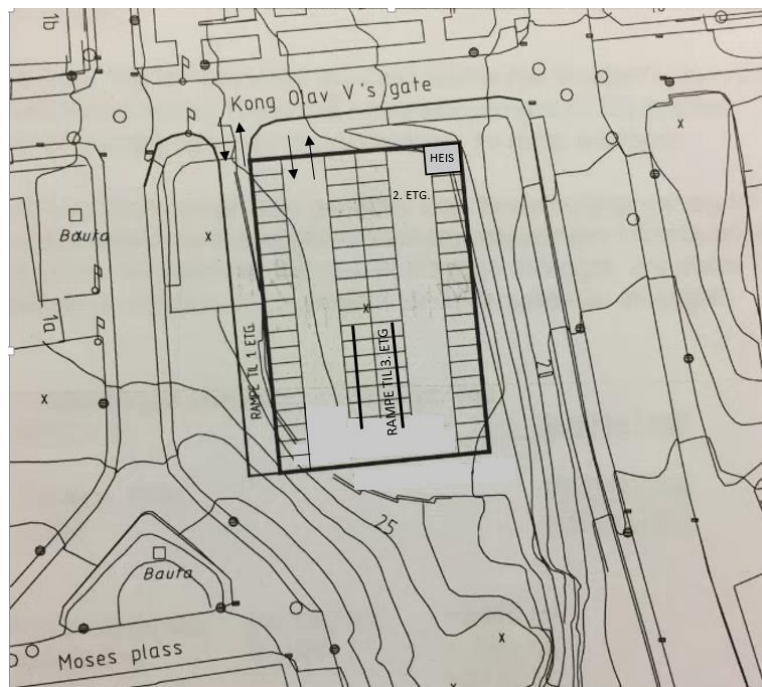 1b
Kong Olav V's gate
HEIS
2. ETG.
Bauta
1a
RAMPE TIL 1. ETG.
RAMPE TIL 3. ETG
25
Bauta
Moses plass